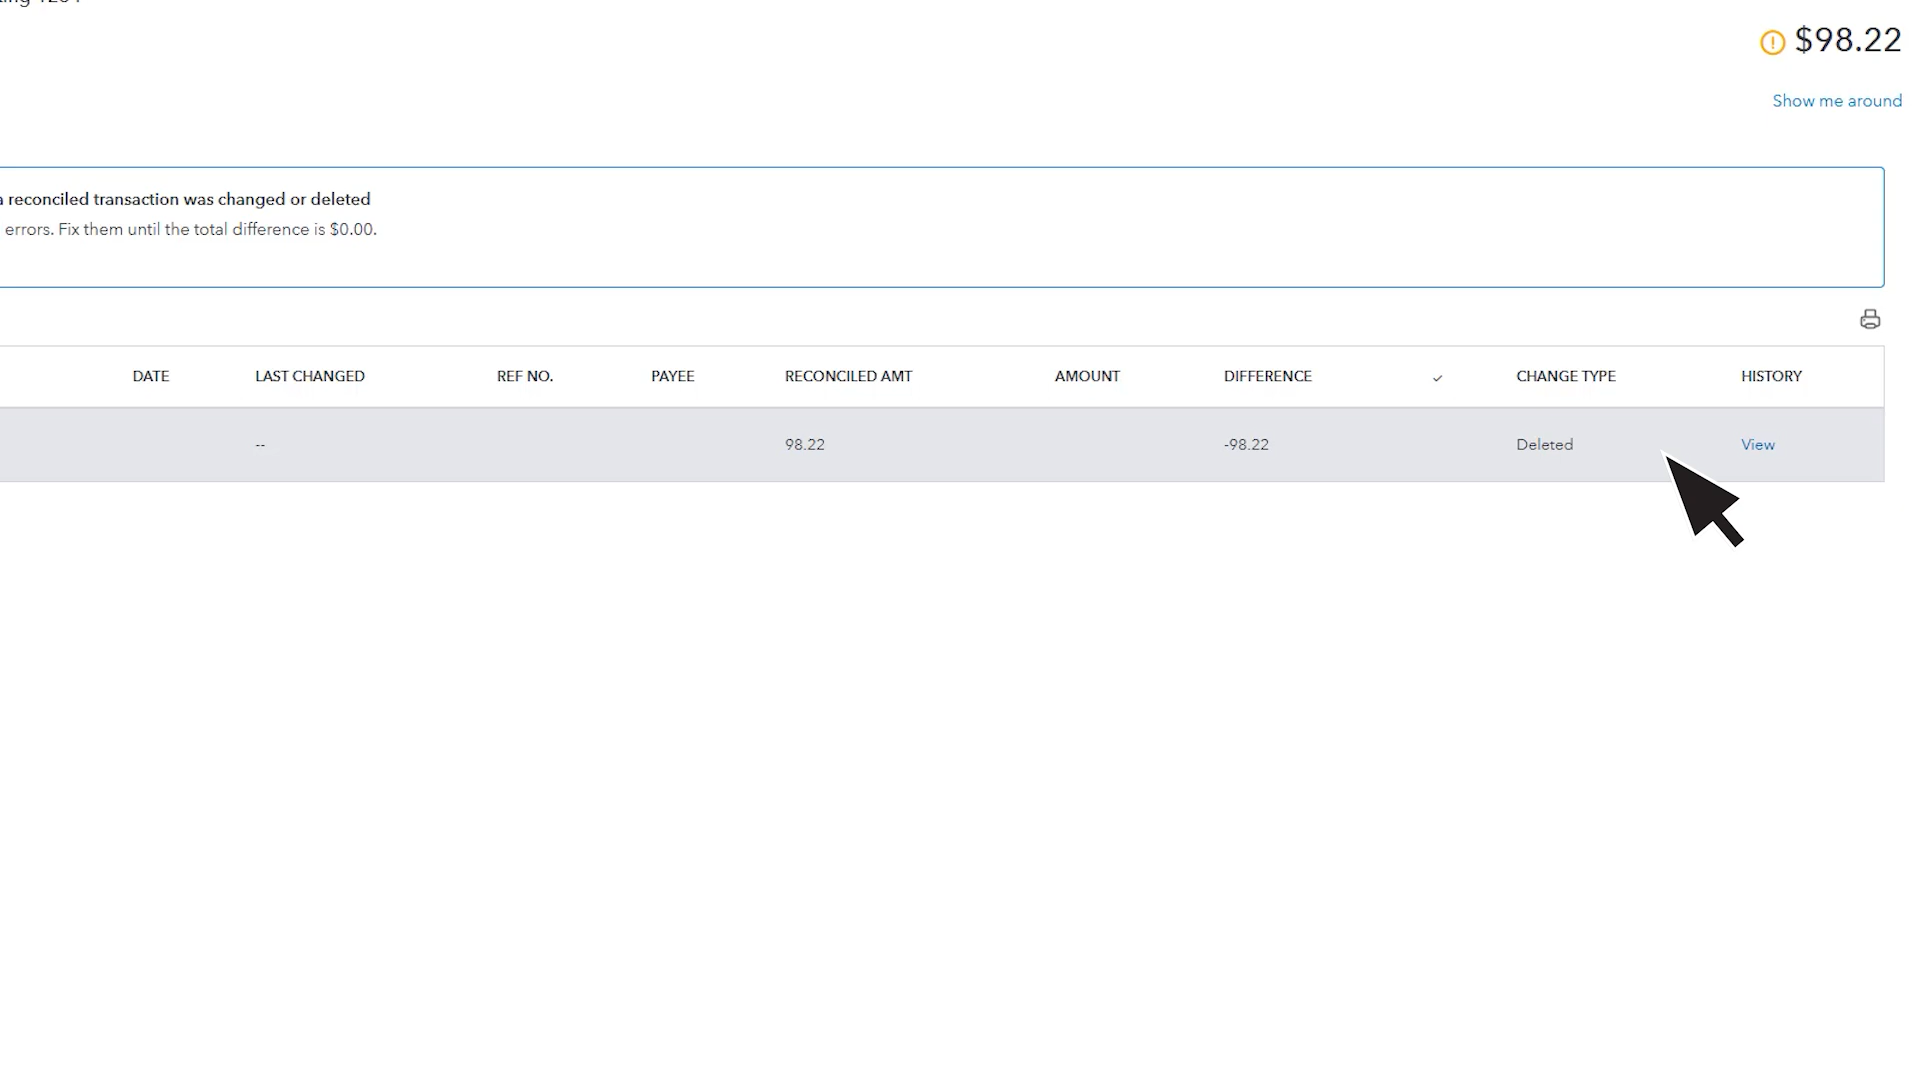 $98.22
Show me around
a reconciled transaction was changed or deleted
errors. Fix them until the total difference is $0.00.
DATE LAST CHANGED REF NO. PAYEE RECONCILED AMT AMOUNT DIFFERENCE ✓ CHANGE TYPE HISTORY
-- 98.22 -98.22 Deleted View